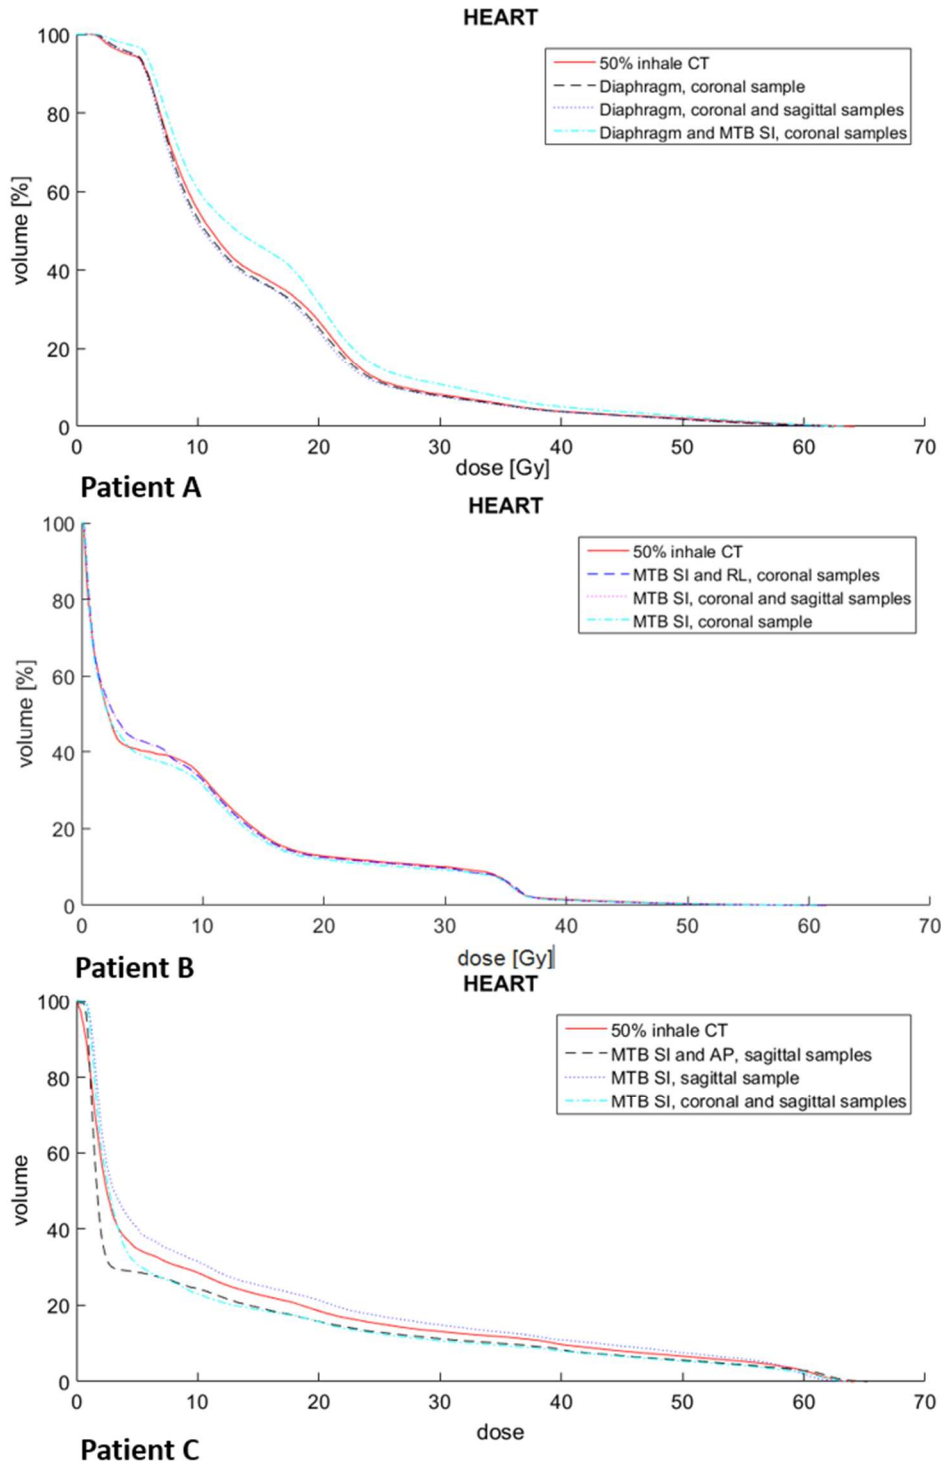 HEART
100
80
60
40
20
0
volume [%]
50% inhale CT
Diaphragm, coronal sample
Diaphragm, coronal and sagittal samples
Diaphragm and MTB SI, coronal samples
0 10 20 30 40 50 60 70
dose [Gy]
Patient A
HEART
100
80
60
40
20
0
volume [%]
50% inhale CT
MTB SI and RL, coronal samples
MTB SI, coronal and sagittal samples
MTB SI, coronal sample
0 10 20 30 40 50 60 70
dose [Gy]
Patient B
HEART
100
80
60
40
20
0
volume
50% inhale CT
MTB SI and AP, sagittal samples
MTB SI, sagittal sample
MTB SI, coronal and sagittal samples
0 10 20 30 40 50 60 70
dose
Patient C